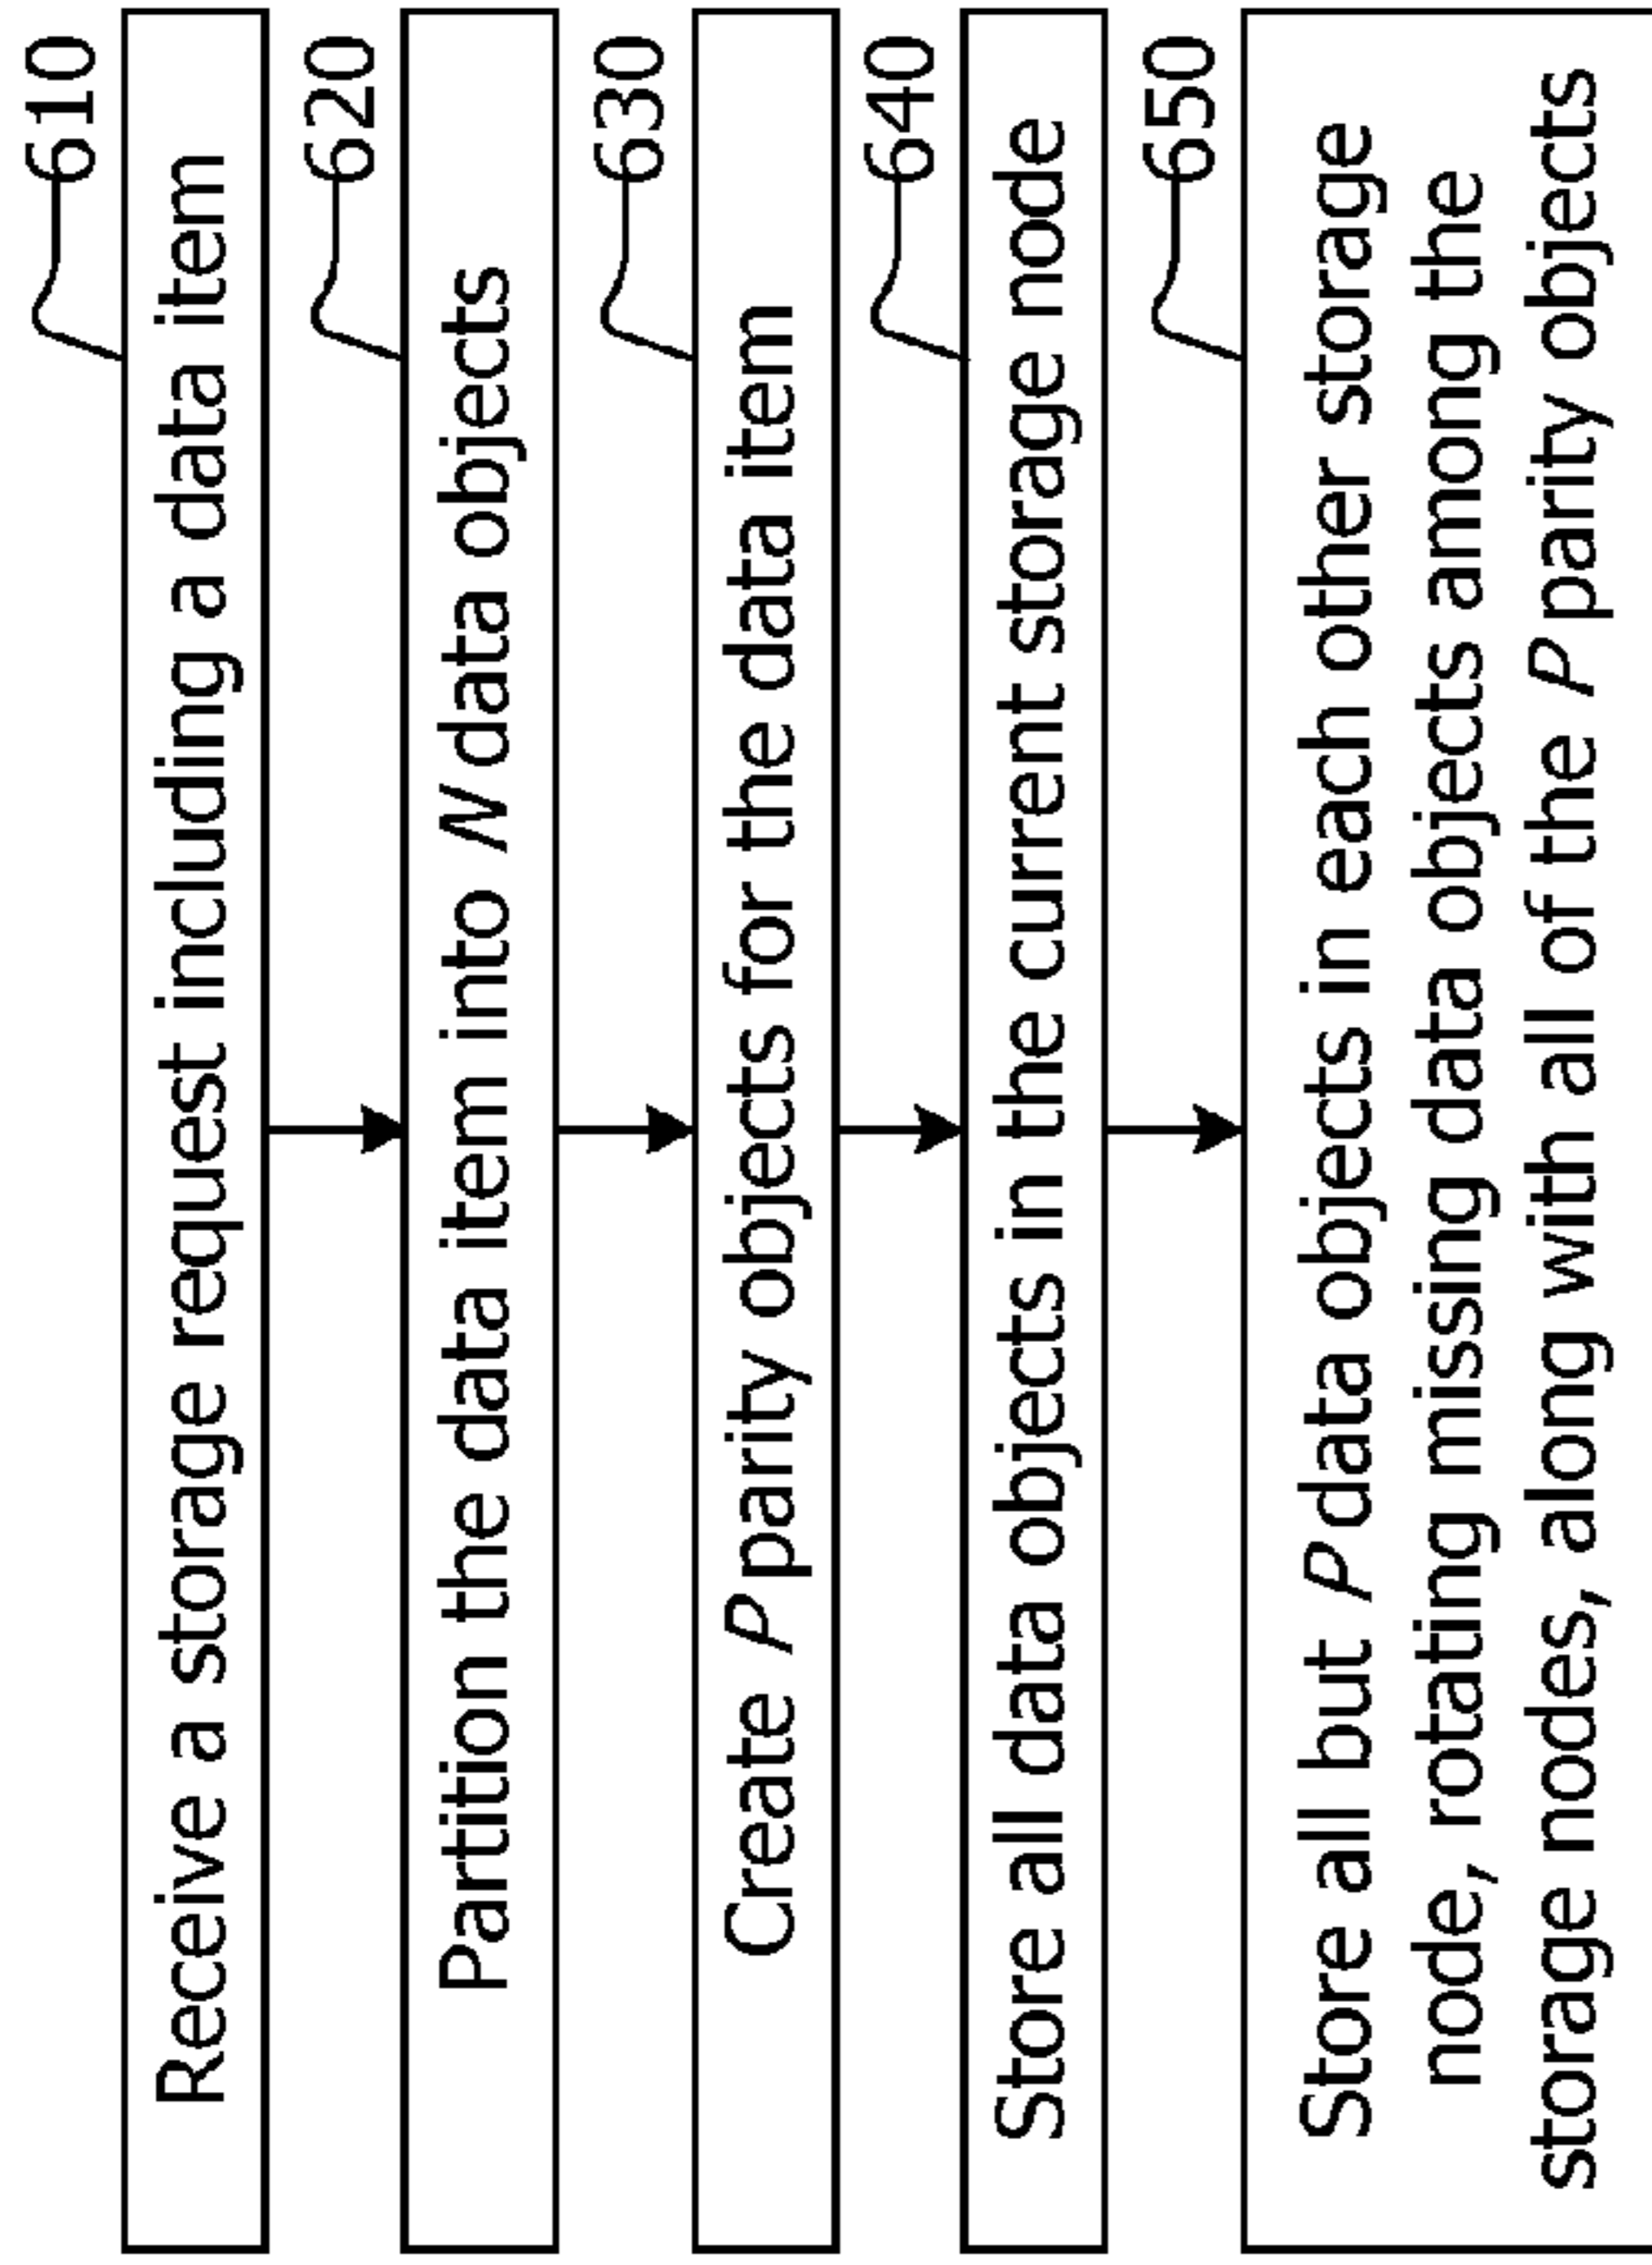 610
Receive a storage request including a data item
620
Partition the data item into N data objects
630
Create P parity objects for the data item
640
Store all data objects in the current storage node
650
Store all but P data objects in each other storage
node, rotating missing data objects among the
storage nodes, along with all of the P parity objects